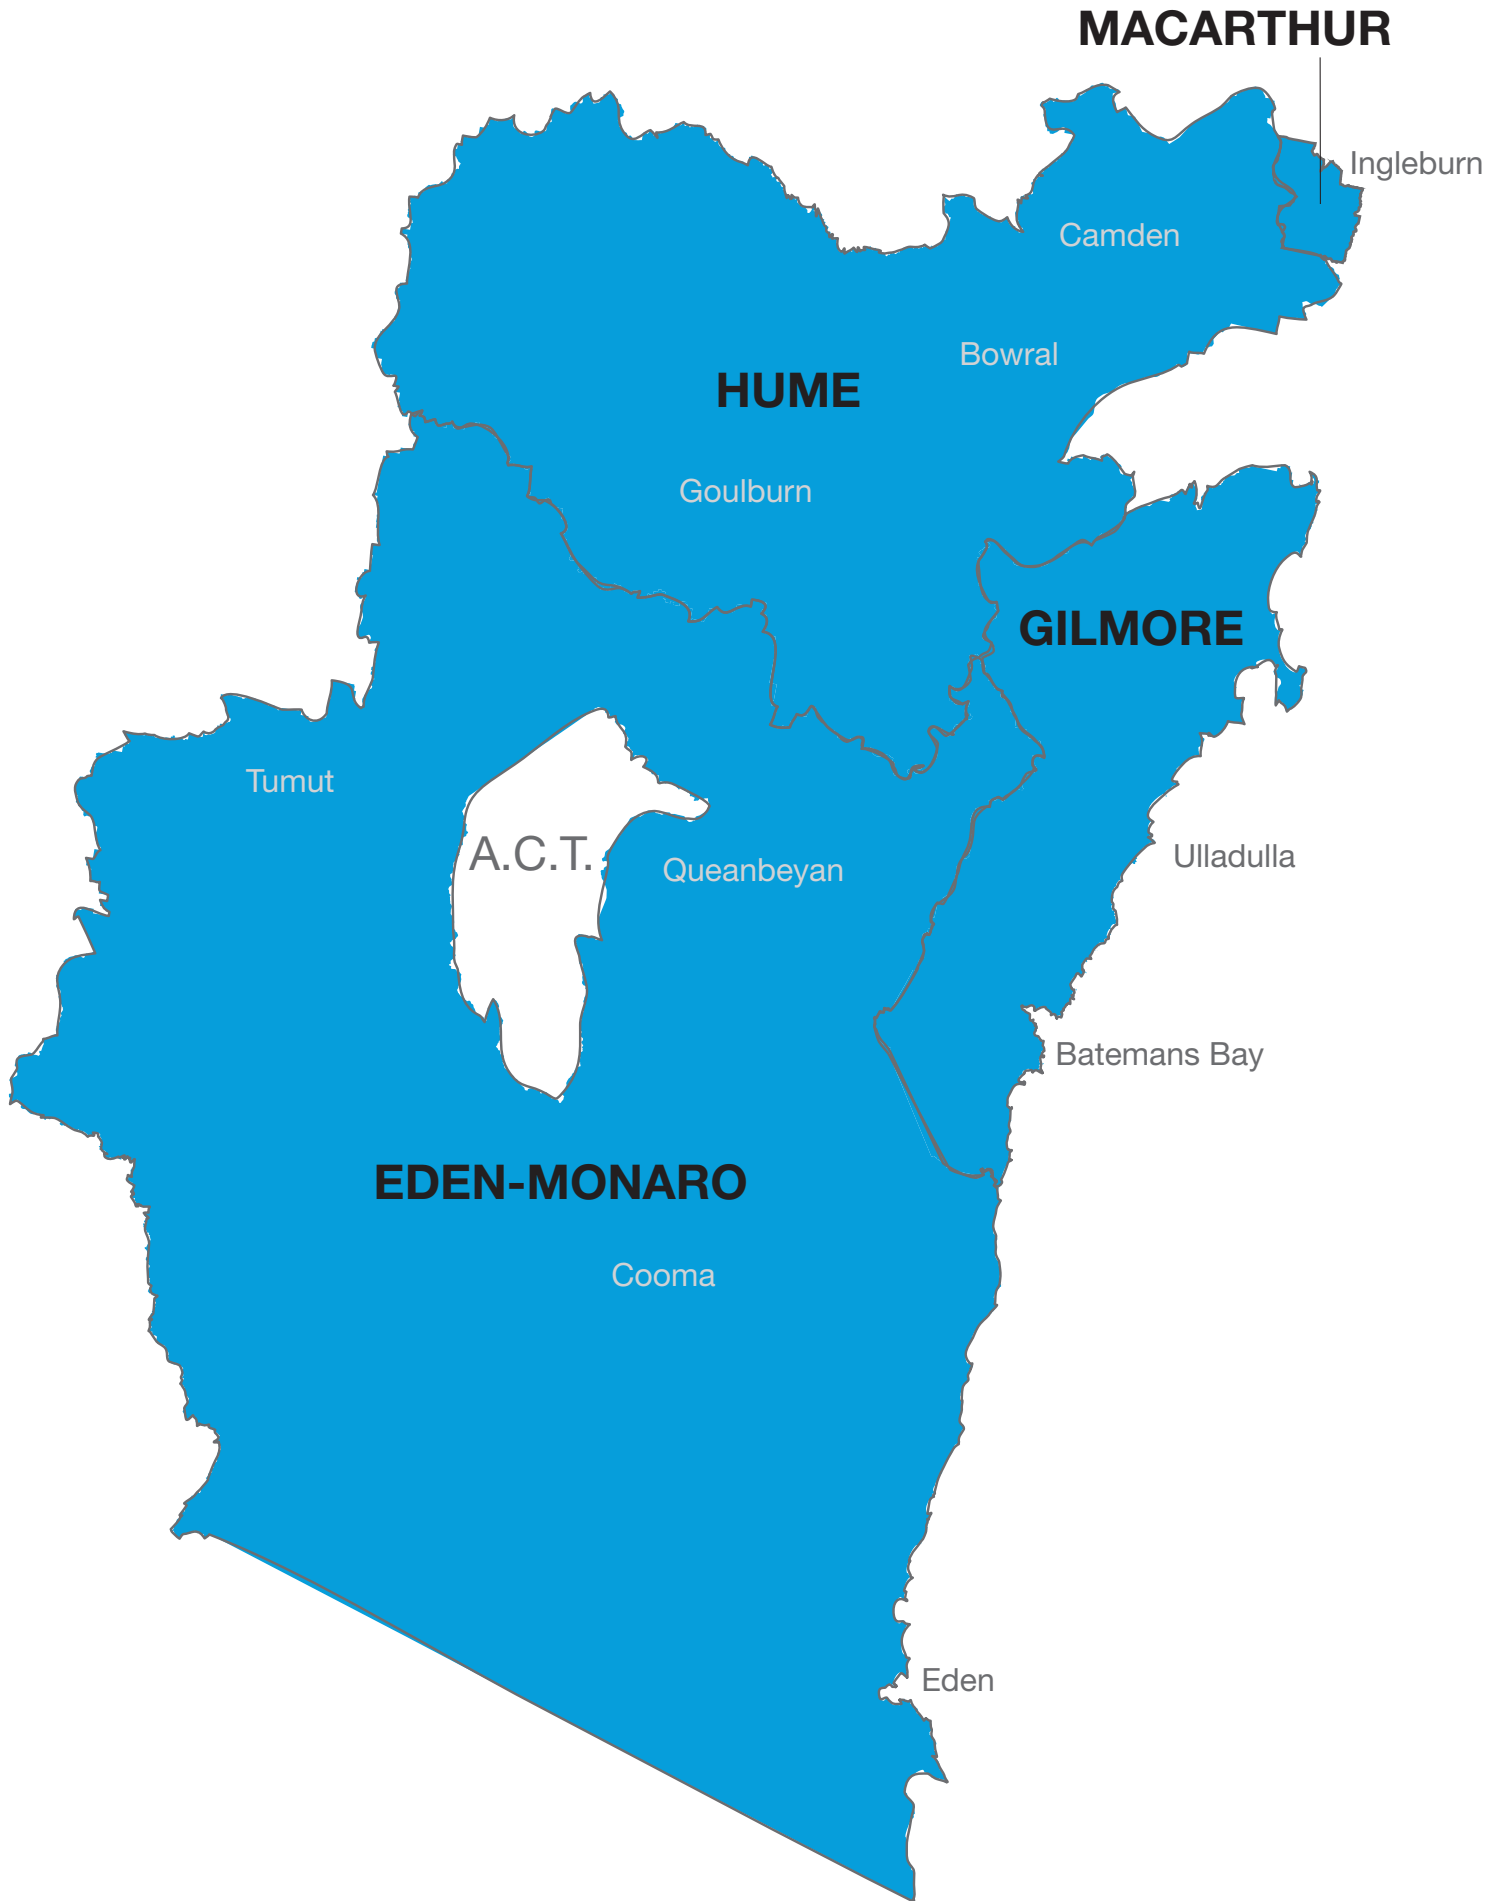 MACARTHUR
Ingleburn
Camden
Bowral
HUME
Goulburn
GILMORE
Tumut
A.C.T.
Queanbeyan
Ulladulla
Batemans Bay
EDEN-MONARO
Cooma
Eden